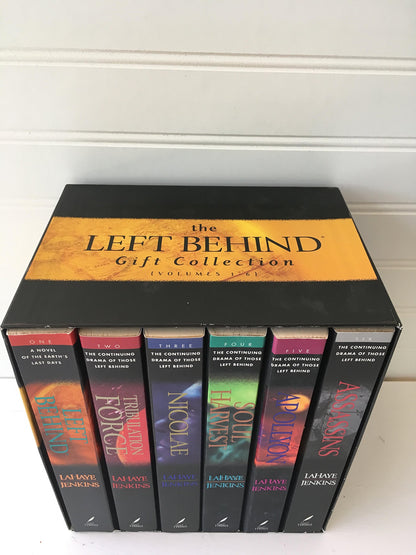 the
LEFT BEHIND®
Gift Collection
[VOLUMES 1-6]
ONE
A NOVEL
OF THE EARTH'S
LAST DAYS
LEFT
BEHIND
LAHAYE
JENKINS
TWO
THE CONTINUING
DRAMA OF THOSE
LEFT BEHIND
TRIBULATION
FORCE
LAHAYE
JENKINS
THREE
THE CONTINUING
DRAMA OF THOSE
LEFT BEHIND
NICOLAE
LAHAYE
JENKINS
FOUR
THE CONTINUING
DRAMA OF THOSE
LEFT BEHIND
SOUL
HARVEST
LAHAYE
JENKINS
FIVE
THE CONTINUING
DRAMA OF THOSE
LEFT BEHIND
APOLLYON
LAHAYE
JENKINS
SIX
THE CONTINUING
DRAMA OF THOSE
LEFT BEHIND
ASSASSINS
LAHAYE
JENKINS